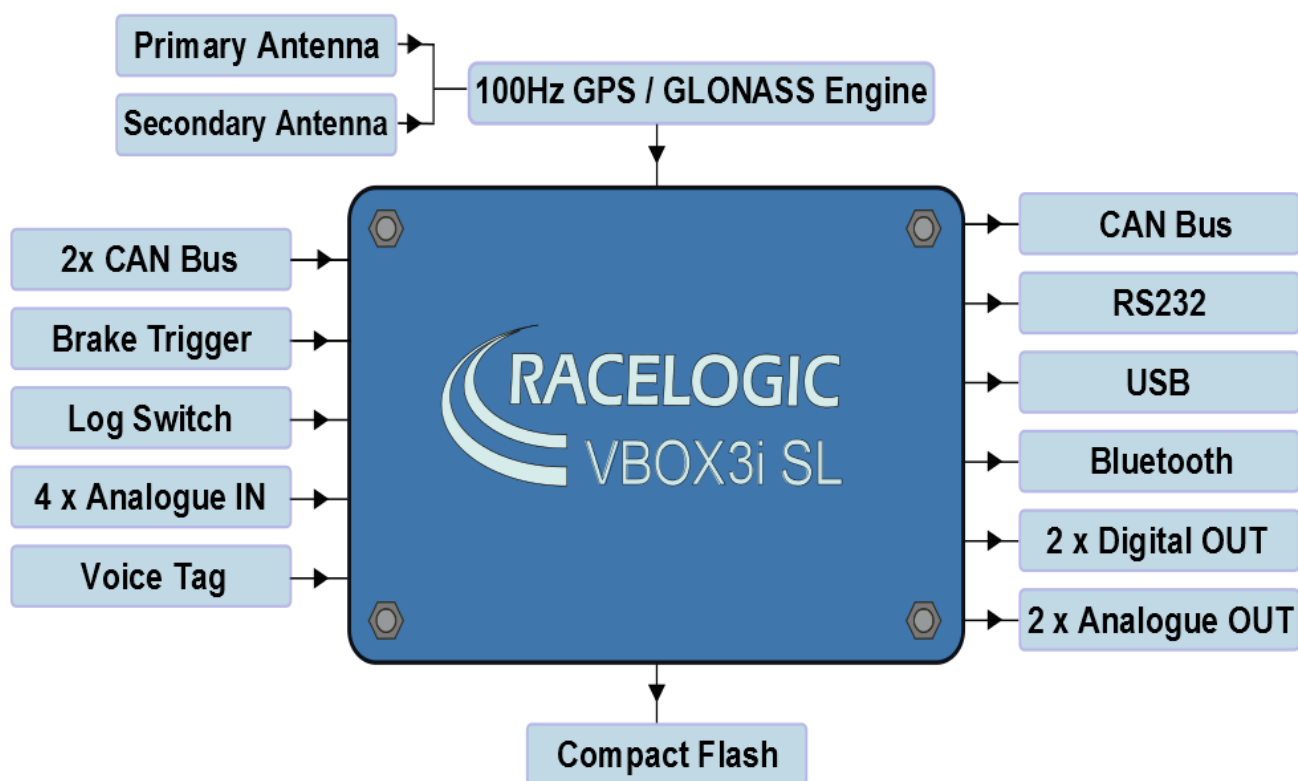 Primary Antenna
Secondary Antenna
100Hz GPS / GLONASS Engine
2x CAN Bus
Brake Trigger
Log Switch
4 x Analogue IN
Voice Tag
RACELOGIC
VBOX3i SL
CAN Bus
RS232
USB
Bluetooth
2 x Digital OUT
2 x Analogue OUT
Compact Flash